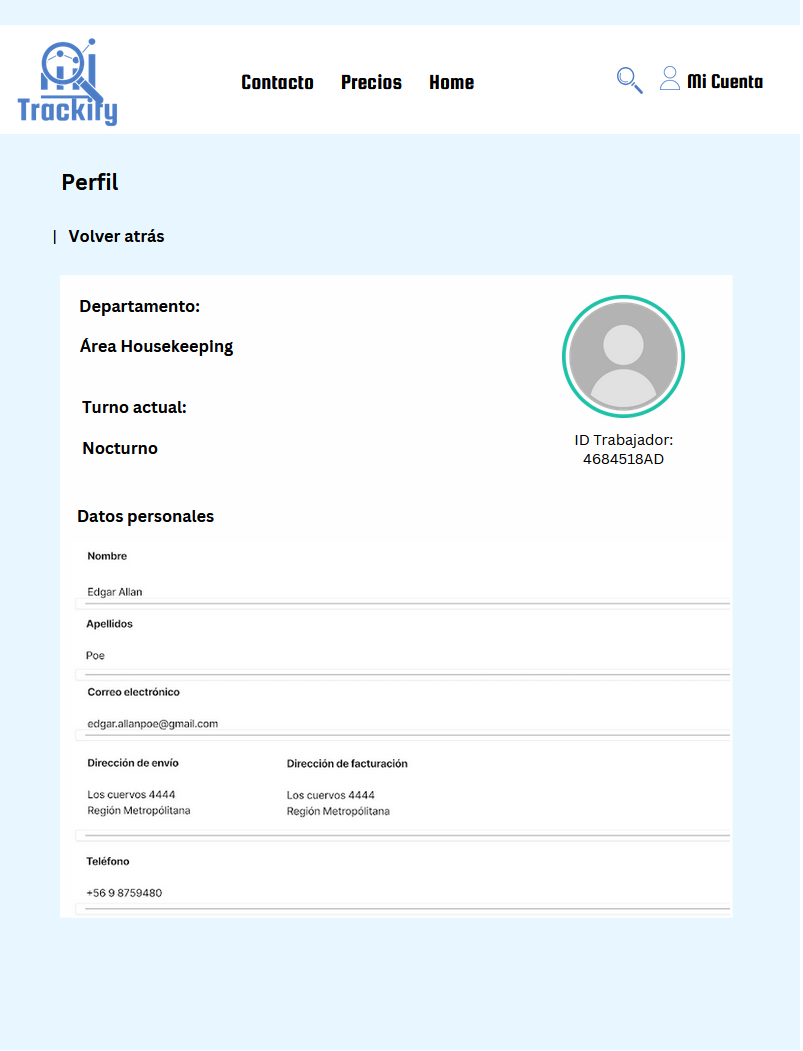 Trackify
Contacto Precios Home Mi Cuenta
Perfil
| Volver atrás
Departamento:
Área Housekeeping
Turno actual:
Nocturno
ID Trabajador:
4684518AD
Datos personales
Nombre
Edgar Allan
Apellidos
Poe
Correo electrónico
edgar.allanpoe@gmail.com
Dirección de envío
Los cuervos 4444
Región Metropólitana
Dirección de facturación
Los cuervos 4444
Región Metropólitana
Teléfono
+56 9 8759480